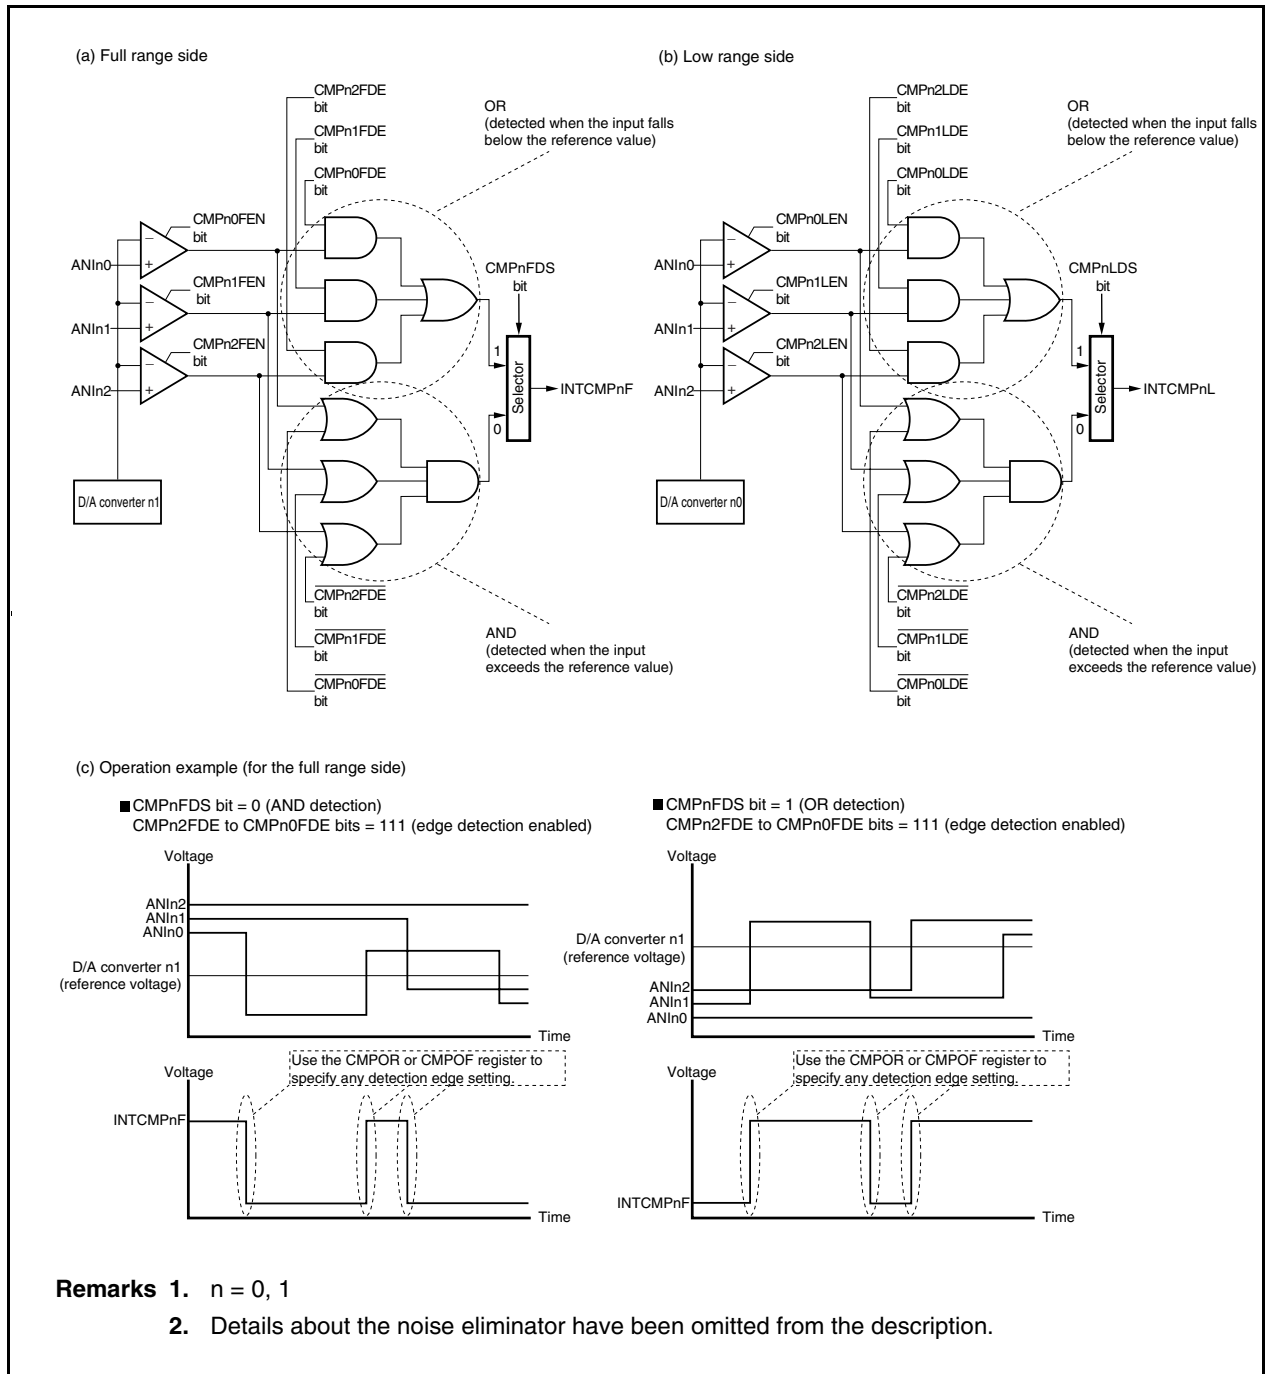 (a) Full range side
CMPn2FDE
bit
CMPn1FDE
bit
CMPn0FDE
bit
OR
(detected when the input falls
below the reference value)
CMPn0FEN
bit
ANIn0
CMPn1FEN
bit
ANIn1
CMPn2FEN
bit
ANIn2
−
+
−
+
−
+
CMPnFDS
bit
1
0
Selector
INTCMPnF
D/A converter n1
CMPn2FDE
bit
CMPn1FDE
bit
CMPn0FDE
bit
AND
(detected when the input
exceeds the reference value)
(b) Low range side
CMPn2LDE
bit
CMPn1LDE
bit
CMPn0LDE
bit
OR
(detected when the input falls
below the reference value)
CMPn0LEN
bit
ANIn0
CMPn1LEN
bit
ANIn1
CMPn2LEN
bit
ANIn2
−
+
−
+
−
+
CMPnLDS
bit
1
0
Selector
INTCMPnL
D/A converter n0
CMPn2LDE
bit
CMPn1LDE
bit
CMPn0LDE
bit
AND
(detected when the input
exceeds the reference value)
(c) Operation example (for the full range side)
■ CMPnFDS bit = 0 (AND detection)
CMPn2FDE to CMPn0FDE bits = 111 (edge detection enabled)
Voltage
ANIn2
ANIn1
ANIn0
D/A converter n1
(reference voltage)
Time
Use the CMPOR or CMPOF register to
specify any detection edge setting.
Voltage
INTCMPnF
Time
■ CMPnFDS bit = 1 (OR detection)
CMPn2FDE to CMPn0FDE bits = 111 (edge detection enabled)
Voltage
D/A converter n1
(reference voltage)
ANIn2
ANIn1
ANIn0
Time
Use the CMPOR or CMPOF register to
specify any detection edge setting.
Voltage
INTCMPnF
Time
Remarks 1. n = 0, 1
2. Details about the noise eliminator have been omitted from the description.